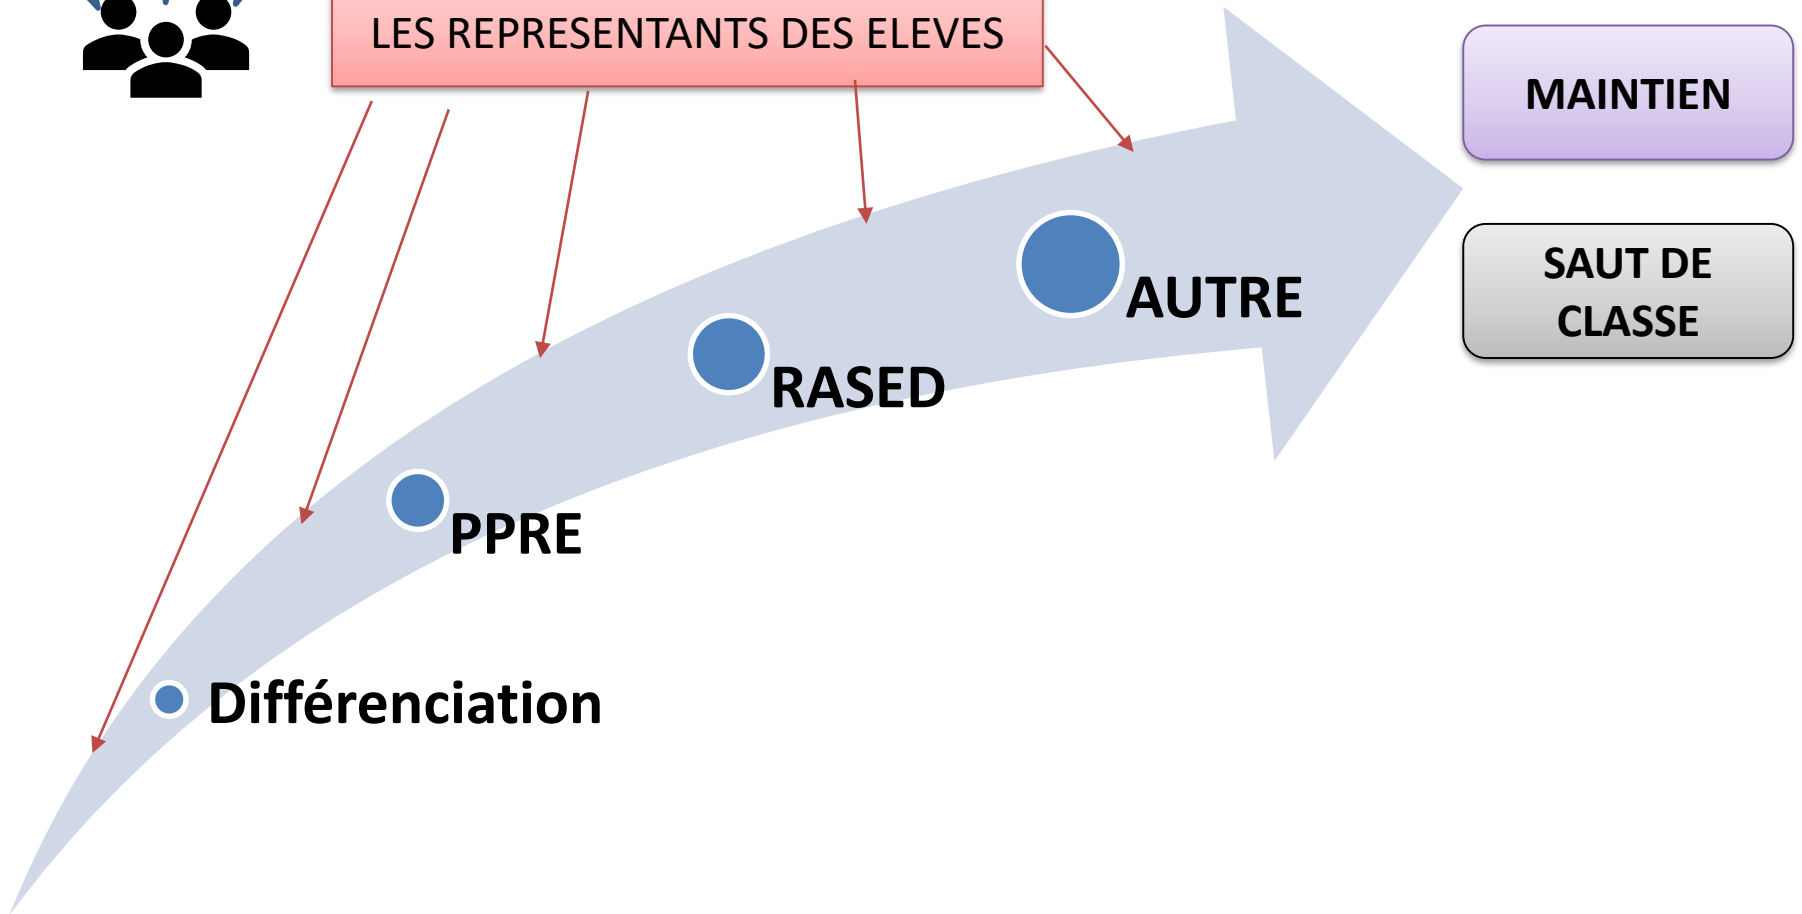 LES REPRESENTANTS DES ELEVES
MAINTIEN
SAUT DE
CLASSE
AUTRE
RASED
PPRE
Différenciation